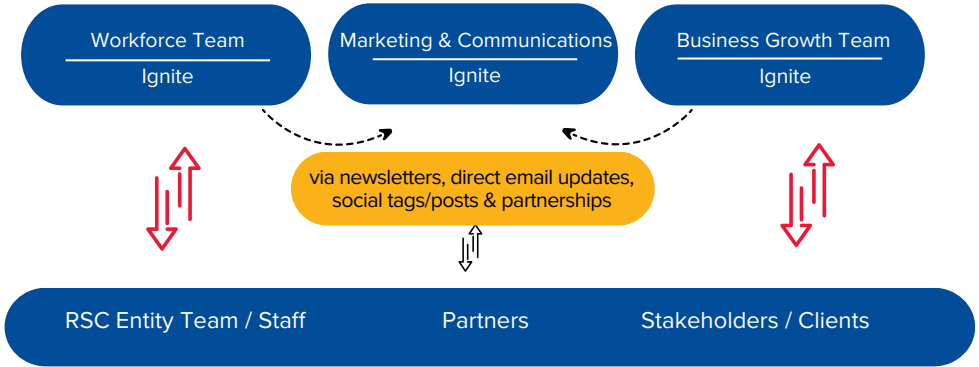 Workforce Team
Ignite
Marketing & Communications
Ignite
Business Growth Team
Ignite
via newsletters, direct email updates,
social tags/posts & partnerships
RSC Entity Team / Staff
Partners
Stakeholders / Clients